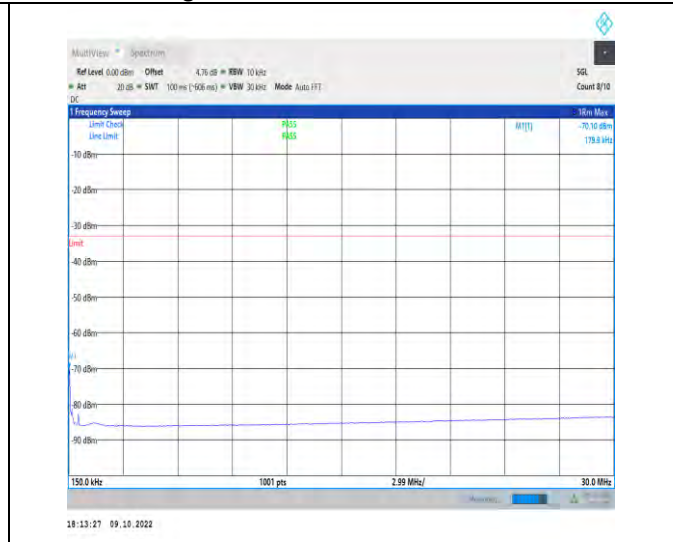 MultiView Spectrum
Ref Level 0.00 dBm Offset 4.76 dB RBW 10 kHz SGL
Att 20 dB SWT 100 ms (~606 ms) VBW 30 kHz Mode Auto FFT Count 8/10
DC
1 Frequency Sweep 1Rm Max
Limit Check PASS M1[1] -70.10 dBm
Line Limit PASS 179.8 kHz
-10 dBm
-20 dBm
-30 dBm
Limit
-40 dBm
-50 dBm
-60 dBm
-70 dBm
-80 dBm
-90 dBm
150.0 kHz 1001 pts 2.99 MHz/ 30.0 MHz
18:13:27 09.10.2022